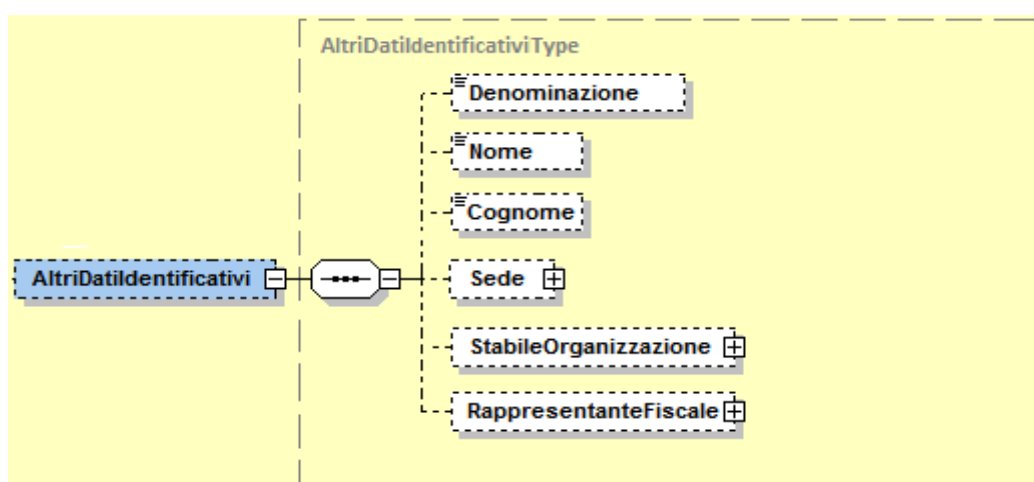 AltriDatiIdentificativiType
Denominazione
Nome
Cognome
AltriDatiIdentificativi
Sede
StabileOrganizzazione
RappresentanteFiscale